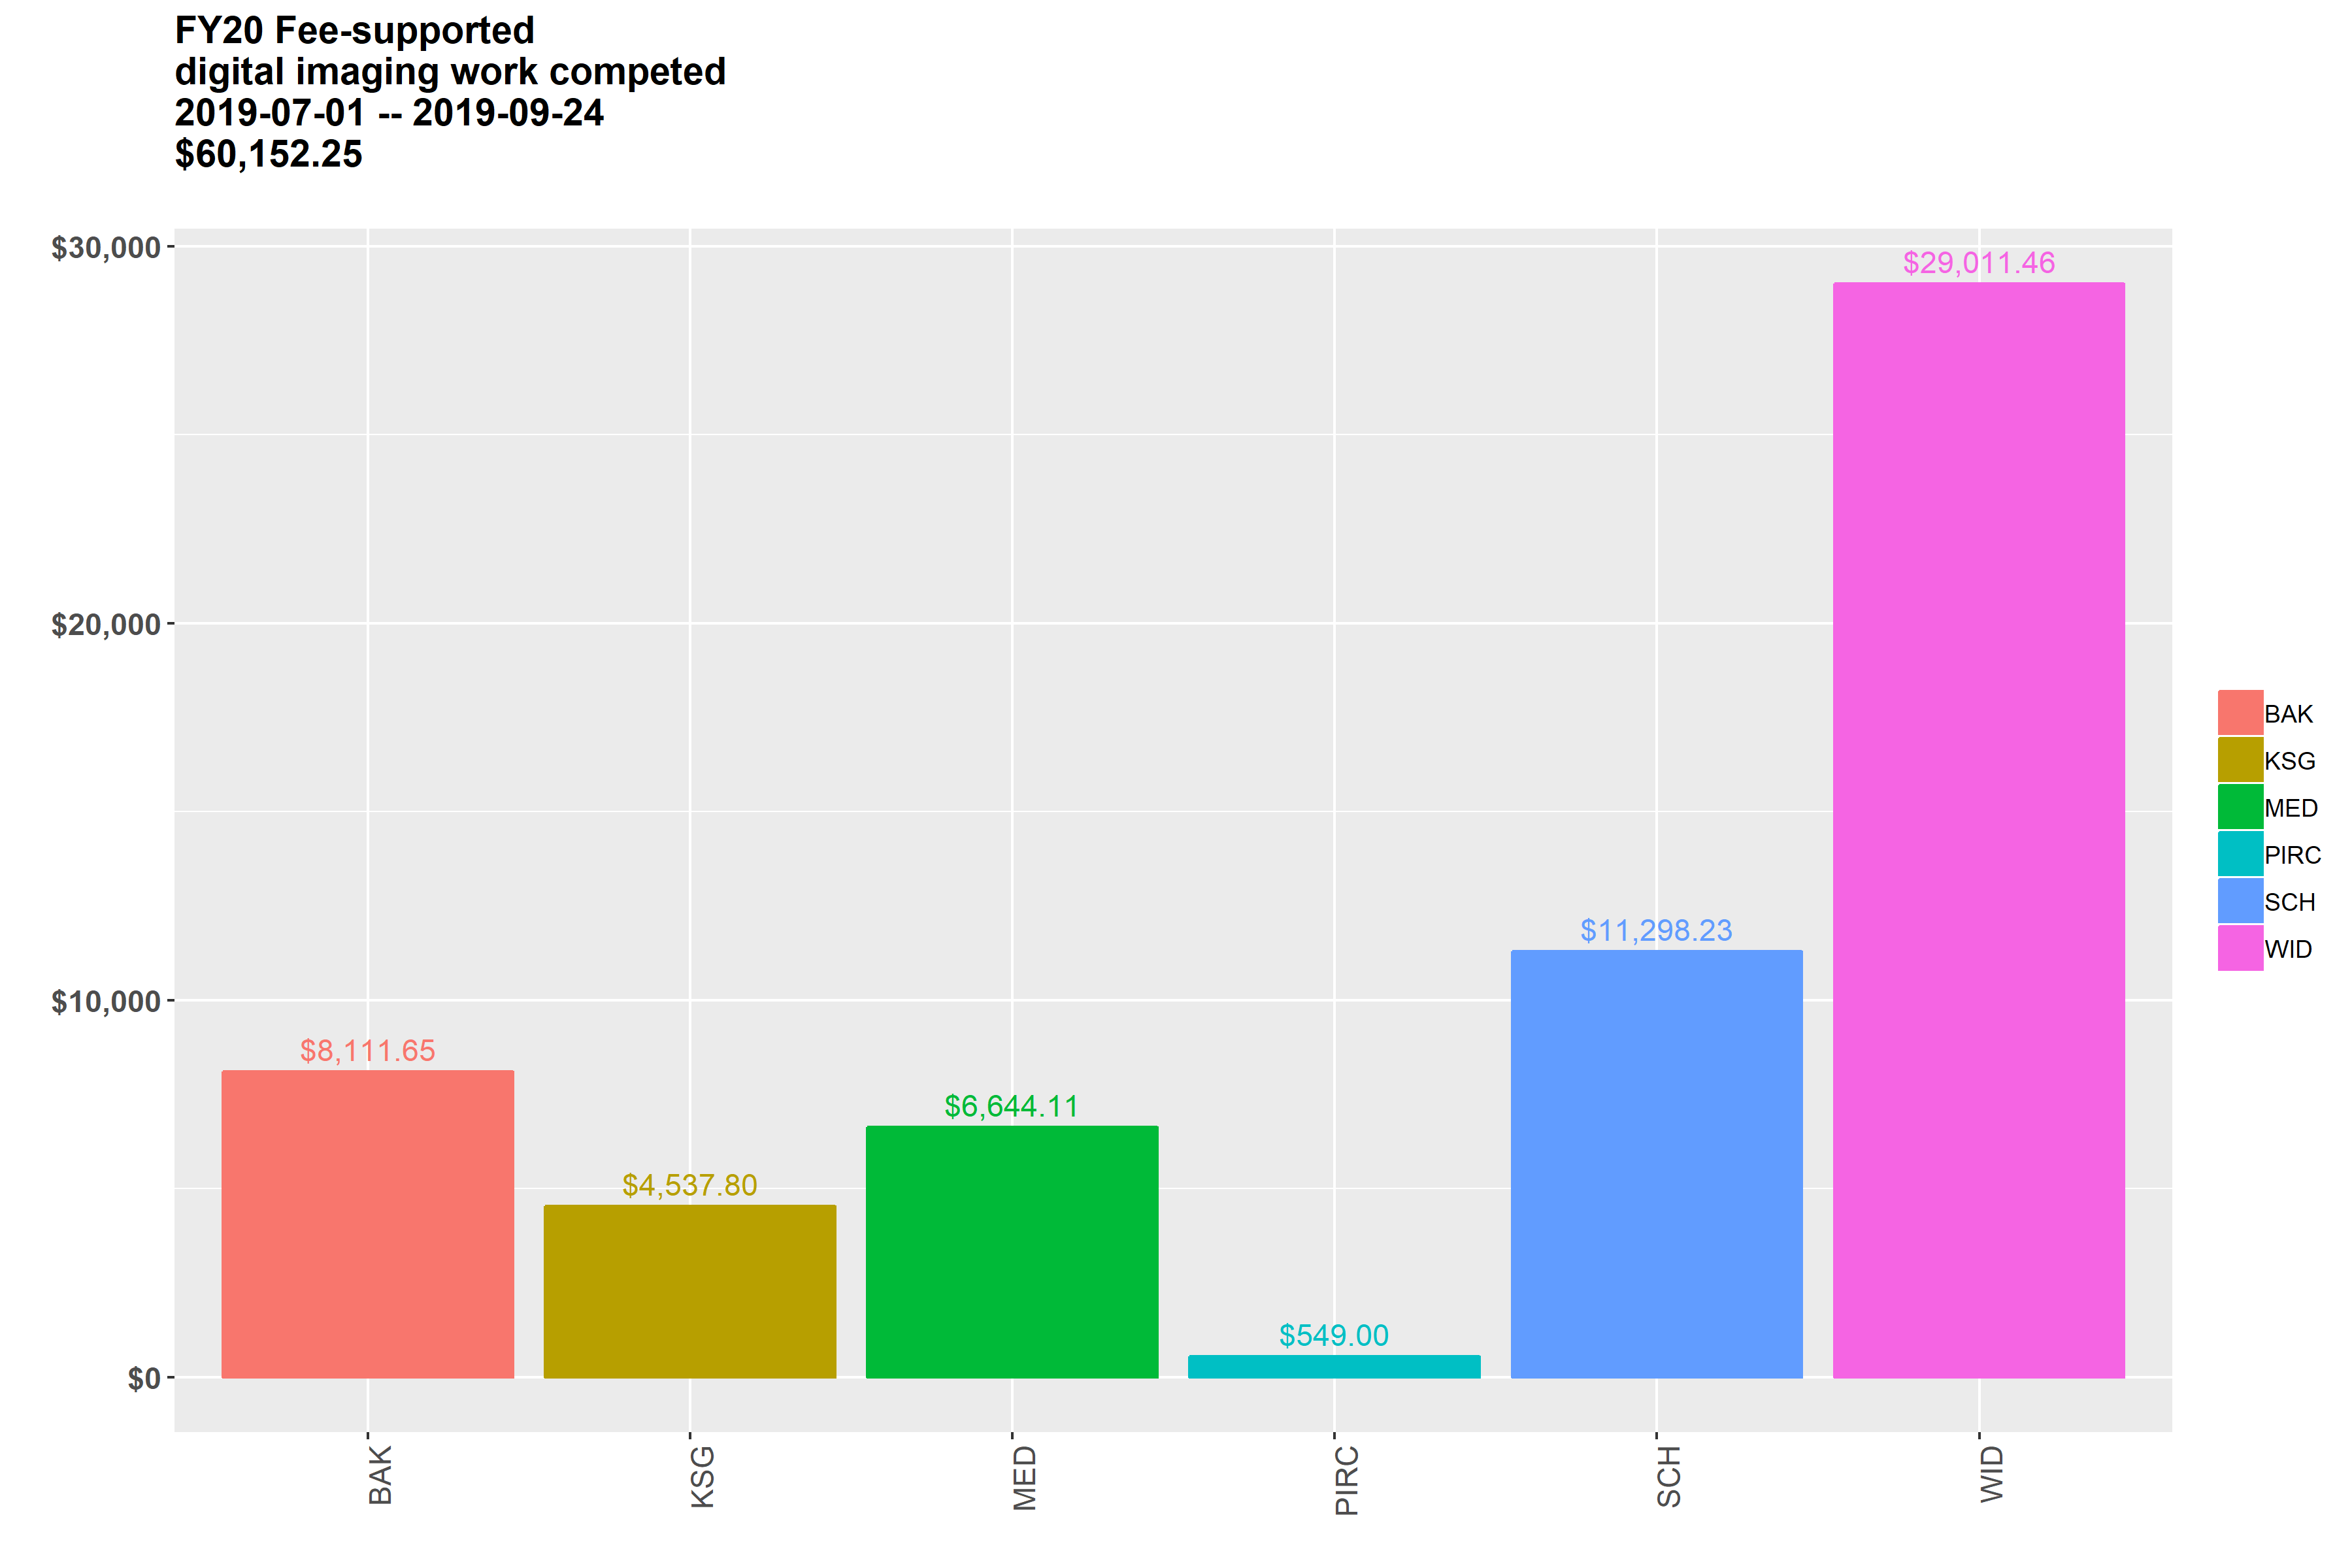 FY20 Fee-supported
digital imaging work competed
2019-07-01 -- 2019-09-24
$60,152.25
$30,000
$20,000
$10,000
$0
$8,111.65
$4,537.80
$6,644.11
$549.00
$11,298.23
$29,011.46
BAK
KSG
MED
PIRC
SCH
WID
BAK
KSG
MED
PIRC
SCH
WID